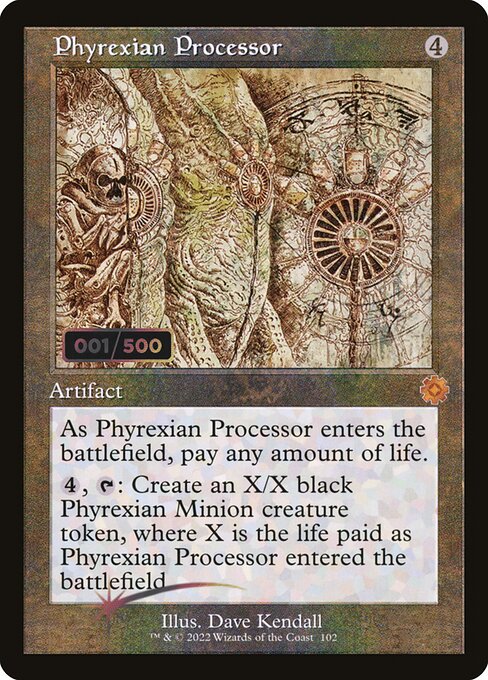 Phyrexian Processor 4
001/500
Artifact
As Phyrexian Processor enters the
battlefield, pay any amount of life.
4, : Create an X/X black
Phyrexian Minion creature
token, where X is the life paid as
Phyrexian Processor entered the
battlefield
Illus. Dave Kendall
™ & © 2022 Wizards of the Coast 102